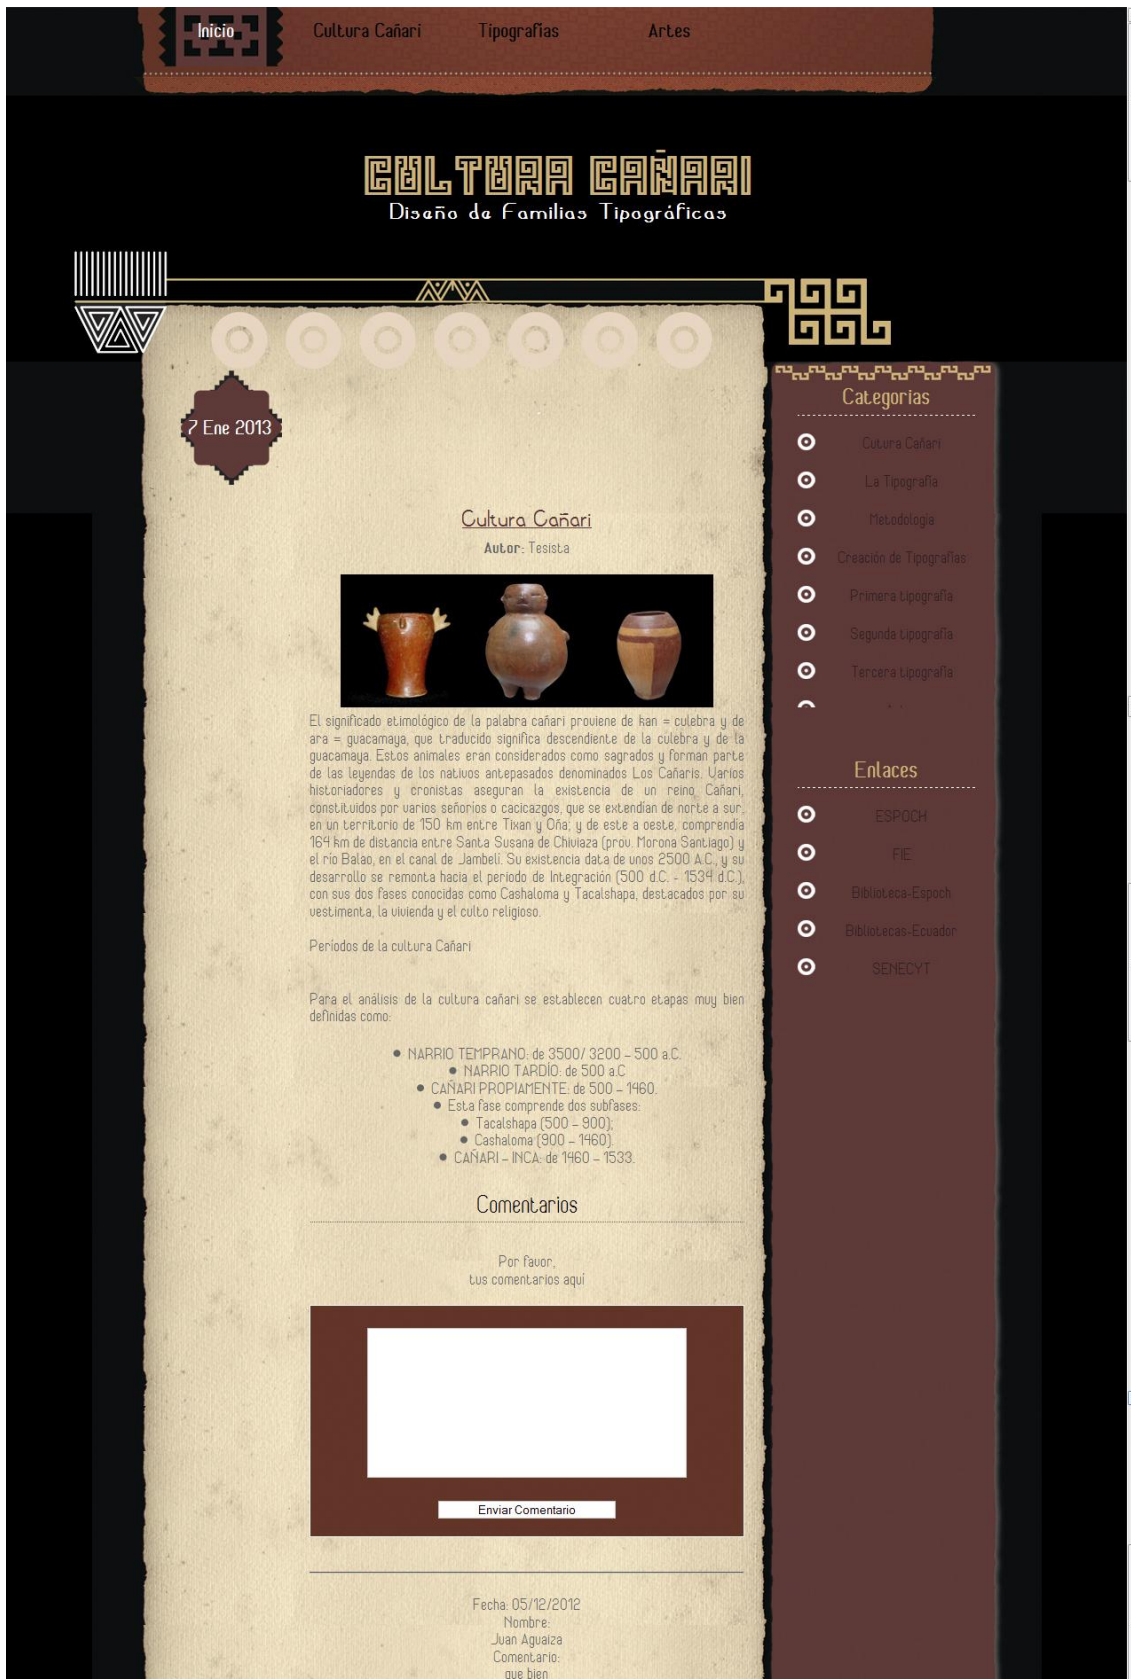 Inicio
Cultura Cañari
Tipografías
Artes
CULTURA CAÑARI
Diseño de Familias Tipográficas
7 Ene 2013
Cultura Cañari
Autor: Tesista
El significado etimológico de la palabra cañari proviene de kan = culebra y de
ara = guacamaya, que traducido significa descendiente de la culebra y de la
guacamaya. Estos animales eran considerados como sagrados y forman parte
de las leyendas de los nativos antepasados denominados Los Cañaris. Varios
historiadores y cronistas aseguran la existencia de un reino Cañari,
constituidos por varios señoríos o cacicazgos, que se extendían de norte a sur,
en un territorio de 150 km entre Tixan y Oña; y de este a oeste, comprendía
164 km de distancia entre Santa Susana de Chiviaza (prov. Morona Santiago) y
el río Balao, en el canal de Jambelí. Su existencia data de unos 2500 A.C., y su
desarrollo se remonta hacia el periodo de Integración (500 d.C. - 1534 d.C.),
con sus dos fases conocidas como Cashaloma y Tacalshapa, destacados por su
vestimenta, la vivienda y el culto religioso.
Períodos de la cultura Cañari
Para el análisis de la cultura cañari se establecen cuatro etapas muy bien
definidas como:
• NARRIO TEMPRANO: de 3500/ 3200 – 500 a.C.
• NARRIO TARDÍO: de 500 a.C
• CAÑARI PROPIAMENTE: de 500 – 1460.
• Esta fase comprende dos subfases:
• Tacalshapa (500 – 900);
• Cashaloma (900 – 1460).
• CAÑARI – INCA: de 1460 – 1533.
Comentarios
Por favor,
tus comentarios aquí
Enviar Comentario
Fecha: 05/12/2012
Nombre:
Juan Aguaiza
Comentario:
que bien
Categorias
Cutura Cañari
La Tipografía
Metodología
Creación de Tipografías
Primera tipografía
Segunda tipografía
Tercera tipografía
Enlaces
ESPOCH
FIE
Biblioteca-Espoch
Bibliotecas-Ecuador
SENECYT